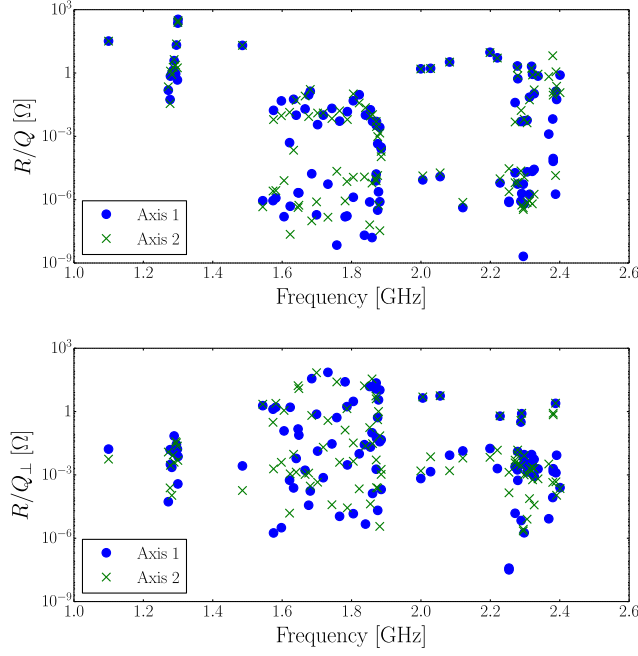 10^3
1
10^-3
10^-6
10^-9
R/Q [Ω]
Axis 1
Axis 2
1.0 1.2 1.4 1.6 1.8 2.0 2.2 2.4 2.6
Frequency [GHz]
10^3
1
10^-3
10^-6
10^-9
R/Q⊥ [Ω]
Axis 1
Axis 2
1.0 1.2 1.4 1.6 1.8 2.0 2.2 2.4 2.6
Frequency [GHz]